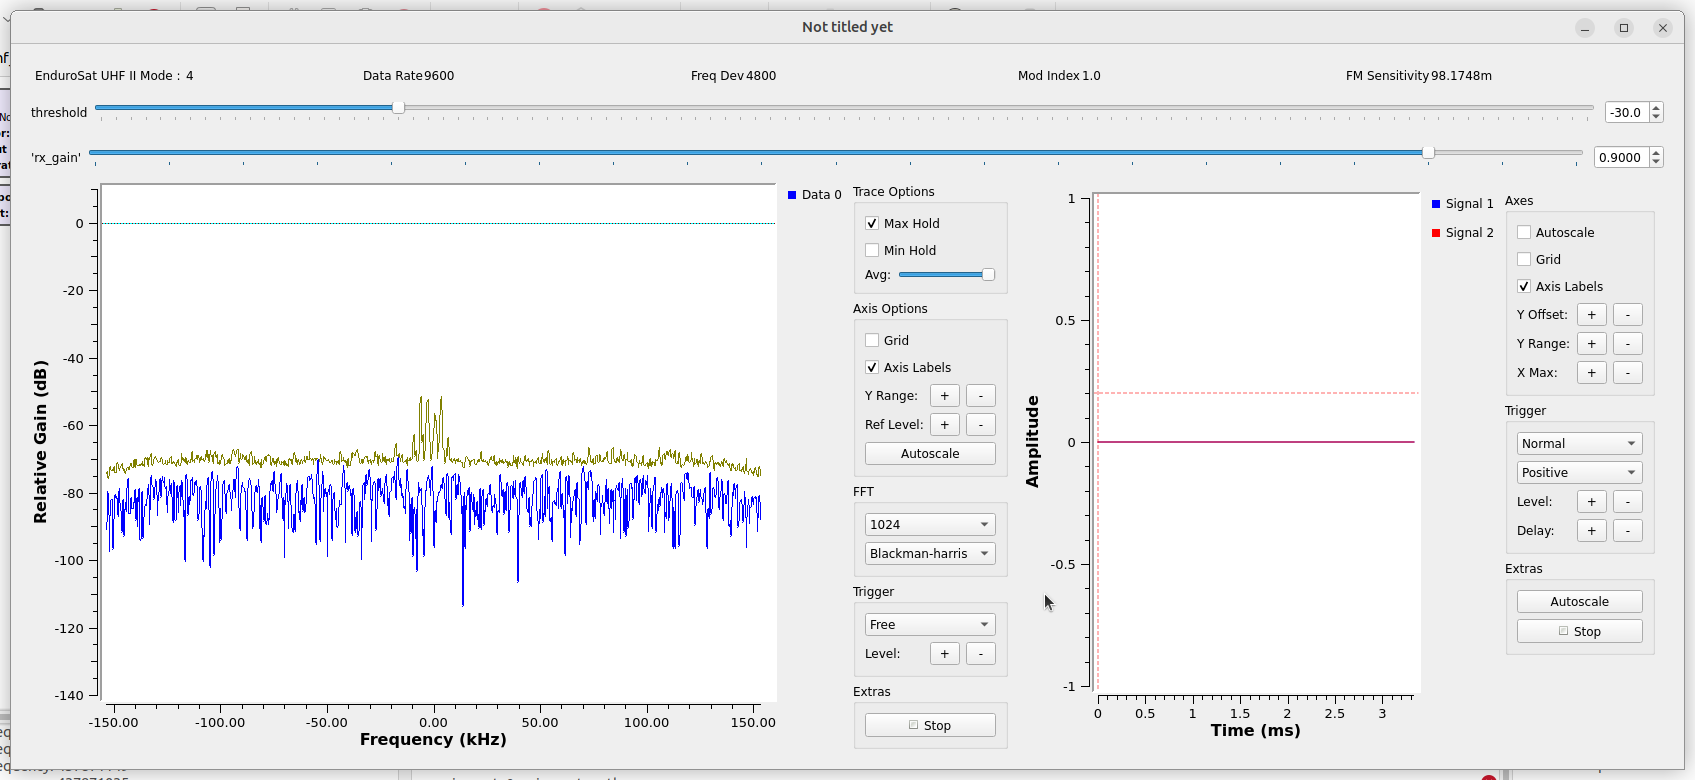 Not titled yet
EnduroSat UHF II Mode : 4
Data Rate 9600
Freq Dev 4800
Mod Index 1.0
FM Sensitivity 98.1748m
threshold
-30.0
'rx_gain'
0.9000
Relative Gain (dB)
0
-20
-40
-60
-80
-100
-120
-140
-150.00
-100.00
-50.00
0.00
50.00
100.00
150.00
Frequency (kHz)
Data 0
Trace Options
Max Hold
Min Hold
Avg:
Axis Options
Grid
Axis Labels
Y Range: + -
Ref Level: + -
Autoscale
FFT
1024
Blackman-harris
Trigger
Free
Level: + -
Extras
Stop
Amplitude
1
0.5
0
-0.5
-1
0
0.5
1
1.5
2
2.5
3
Time (ms)
Signal 1
Signal 2
Axes
Autoscale
Grid
Axis Labels
Y Offset: + -
Y Range: + -
X Max: + -
Trigger
Normal
Positive
Level: + -
Delay: + -
Extras
Autoscale
Stop